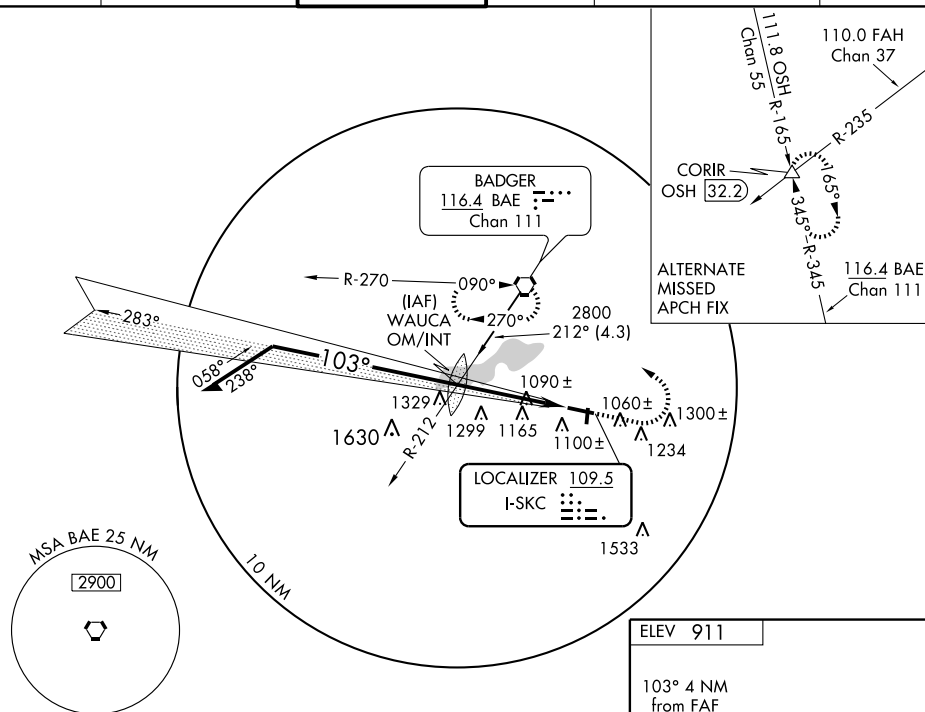 111.8 OSH
Chan 55
R-165
110.0 FAH
Chan 37
R-235
CORIR
OSH 32.2
165°
345°
R-345
116.4 BAE
Chan 111
ALTERNATE
MISSED
APCH FIX
BADGER
116.4 BAE
Chan 111
R-270
090°
270°
(IAF)
WAUCA
OM/INT
2800
212° (4.3)
283°
103°
058°
238°
1329
1090±
1060±
1300±
1630
1299
1165
1100±
1234
R-212
LOCALIZER 109.5
I-SKC
1533
MSA BAE 25 NM
2900
10 NM
ELEV 911
103° 4 NM
from FAF